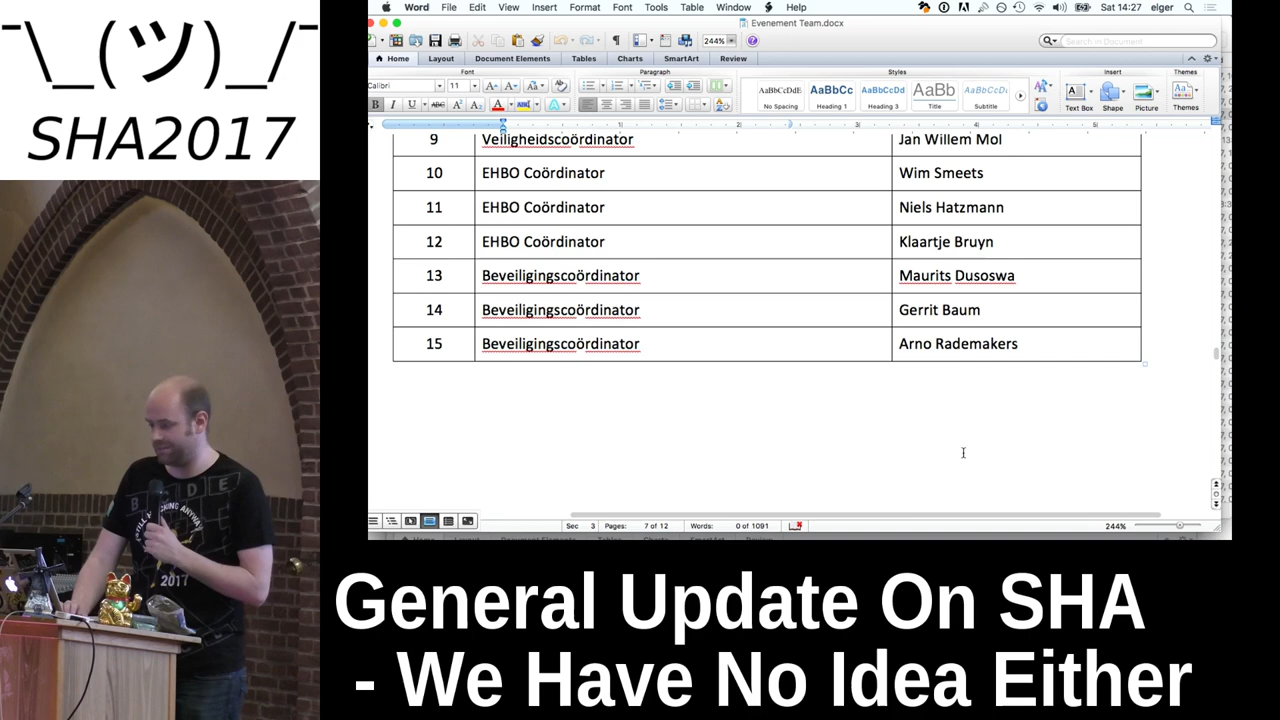 ¯\_(ツ)_/¯
SHA2017
Word File Edit View Insert Format Font Tools Table Window Help Sat 14:27 elger
Evenement Team.docx
244% Search in Document
Home Layout Document Elements Tables Charts SmartArt Review
Font Paragraph Styles Insert Themes
Calibri 11
AaBbCcDdE AaBbCc AaBbCcDd AaBb AaBbCcDd
No Spacing Heading 1 Heading 3 Title Subtitle Text Box Shape Picture Themes
9 Veiligheidscoördinator Jan Willem Mol
10 EHBO Coördinator Wim Smeets
11 EHBO Coördinator Niels Hatzmann
12 EHBO Coördinator Klaartje Bruyn
13 Beveiligingscoördinator Maurits Dusoswa
14 Beveiligingscoördinator Gerrit Baum
15 Beveiligingscoördinator Arno Rademakers
Sec 3 Pages: 7 of 12 Words: 0 of 1091 244%
2017
General Update On SHA
- We Have No Idea Either